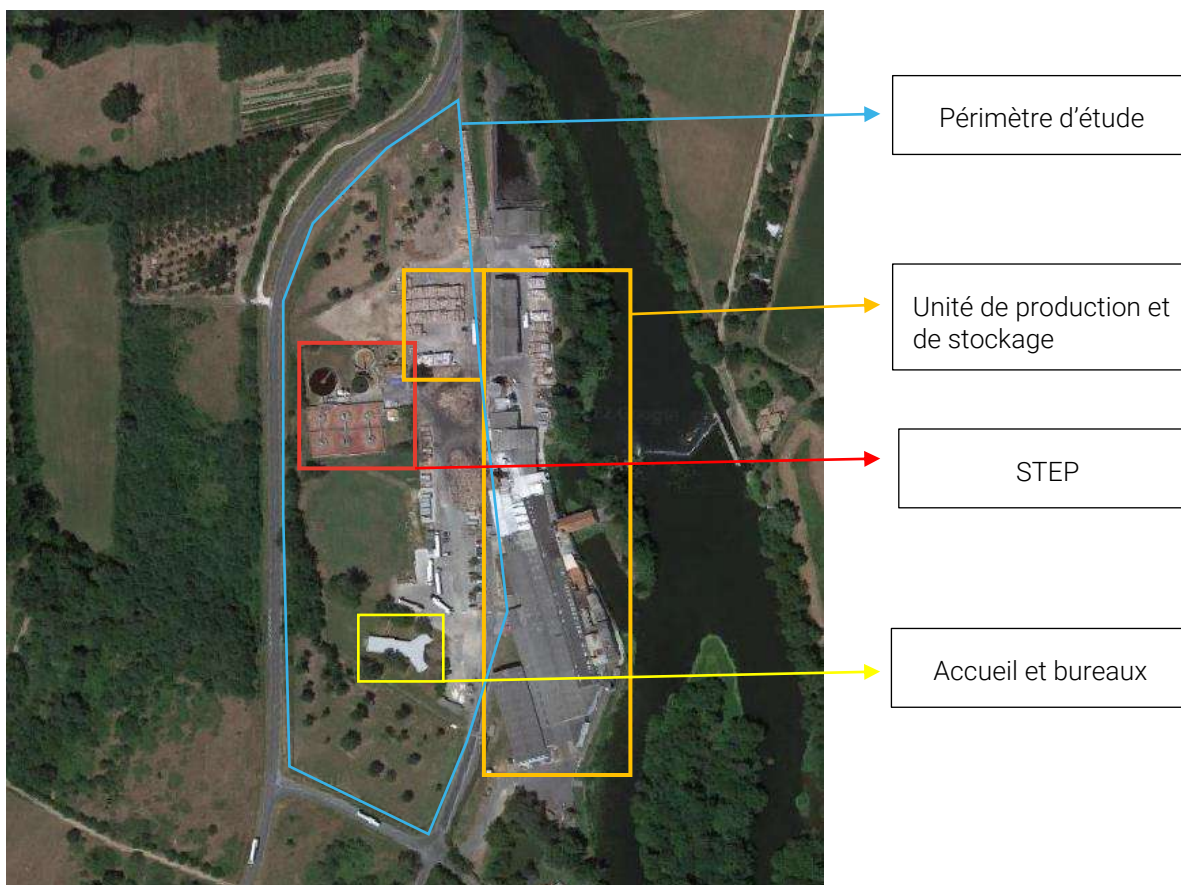 Périmètre d'étude
Unité de production et
de stockage
STEP
Accueil et bureaux